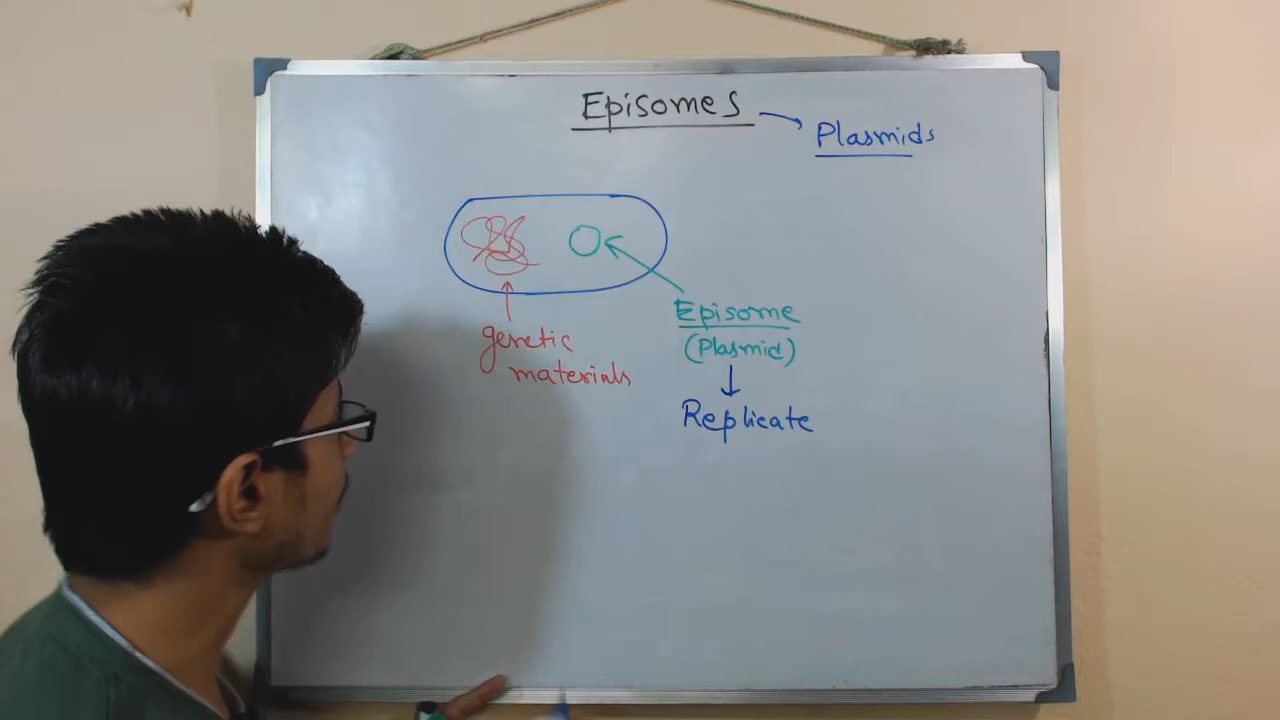 Episomes
Plasmids
genetic
materials
Episome
(Plasmid)
Replicate